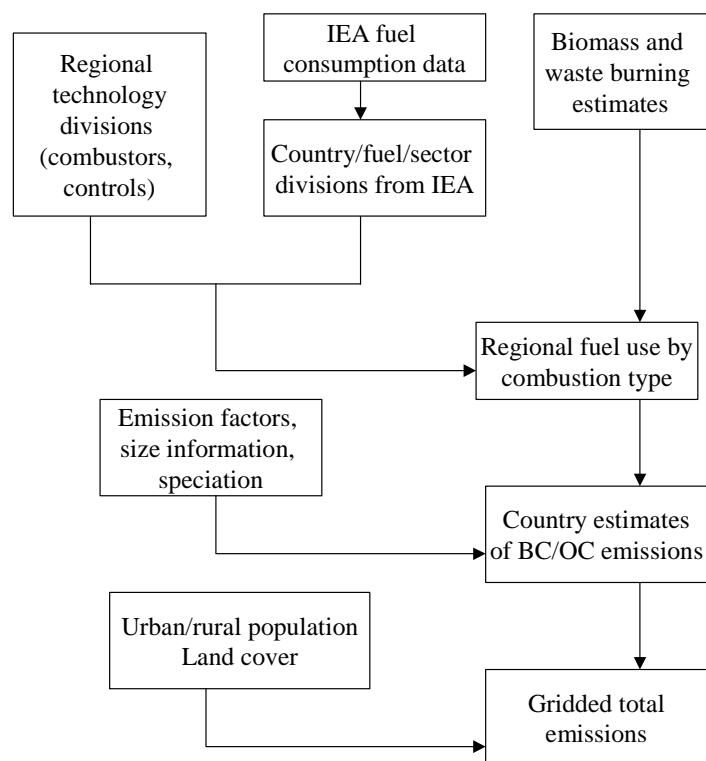 Regional
technology
divisions
(combustors,
controls)
IEA fuel
consumption data
Biomass and
waste burning
estimates
Country/fuel/sector
divisions from IEA
Regional fuel use by
combustion type
Emission factors,
size information,
speciation
Country estimates
of BC/OC emissions
Urban/rural population
Land cover
Gridded total
emissions